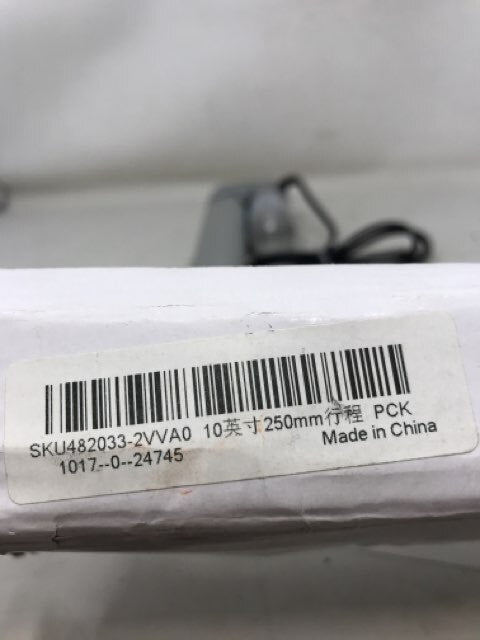 SKU482033-2VVA0 10英寸250mm行程 PCK
1017--0--24745
Made in China